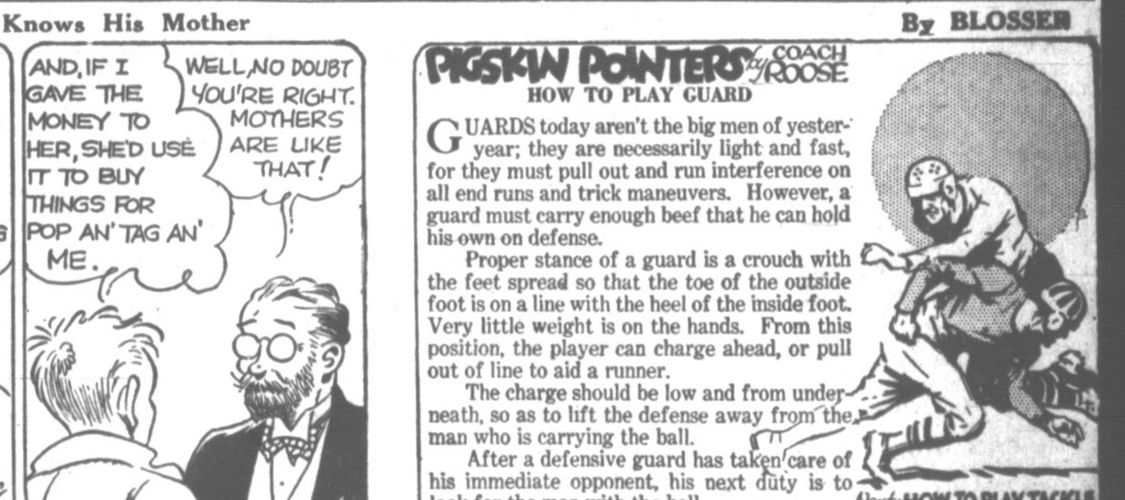 Knows His Mother
By BLOSSER
AND, IF I
GAVE THE
MONEY TO
HER, SHE'D USE
IT TO BUY
THINGS FOR
POP AN' TAG AN'
ME.
WELL, NO DOUBT
YOU'RE RIGHT.
MOTHERS
ARE LIKE
THAT!
PIGSKIN POINTERS by COACH ROOSE
HOW TO PLAY GUARD
GUARDS today aren't the big men of yester-
year; they are necessarily light and fast,
for they must pull out and run interference on
all end runs and trick maneuvers. However, a
guard must carry enough beef that he can hold
his own on defense.
Proper stance of a guard is a crouch with
the feet spread so that the toe of the outside
foot is on a line with the heel of the inside foot.
Very little weight is on the hands. From this
position, the player can charge ahead, or pull
out of line to aid a runner.
The charge should be low and from under-
neath, so as to lift the defense away from the
man who is carrying the ball.
After a defensive guard has taken care of
his immediate opponent, his next duty is to
look for the man with the ball.
HOW TO PLAY TACKLE